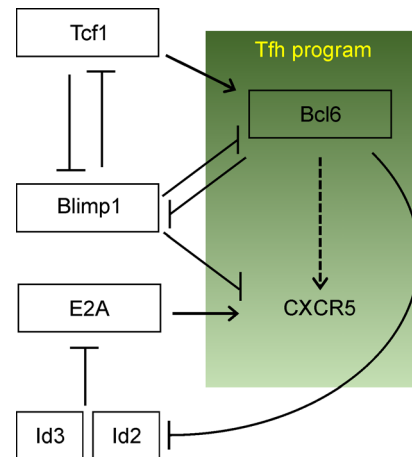 Tcf1
Tfh program
Bcl6
Blimp1
E2A
CXCR5
Id3
Id2